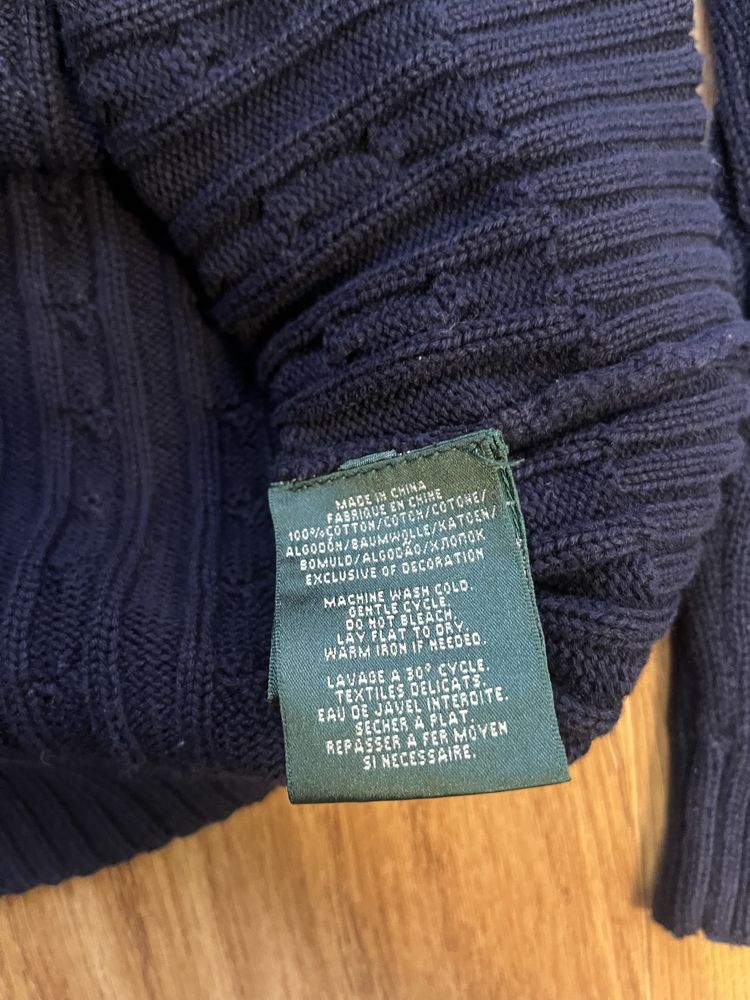 MADE IN CHINA
FABRIQUE EN CHINE
100% COTTON/COTON/COTONE/
ALGODÓN/BAUMWOLLE/KATOEN/
BOMULD/ALGODÃO/ХЛОПОК
EXCLUSIVE OF DECORATION
MACHINE WASH COLD.
GENTLE CYCLE.
DO NOT BLEACH.
LAY FLAT TO DRY.
WARM IRON IF NEEDED.
LAVAGE A 30° CYCLE.
TEXTILES DELICATS.
EAU DE JAVEL INTERDITE.
SECHER A PLAT.
REPASSER A FER MOYEN
SI NECESSAIRE.